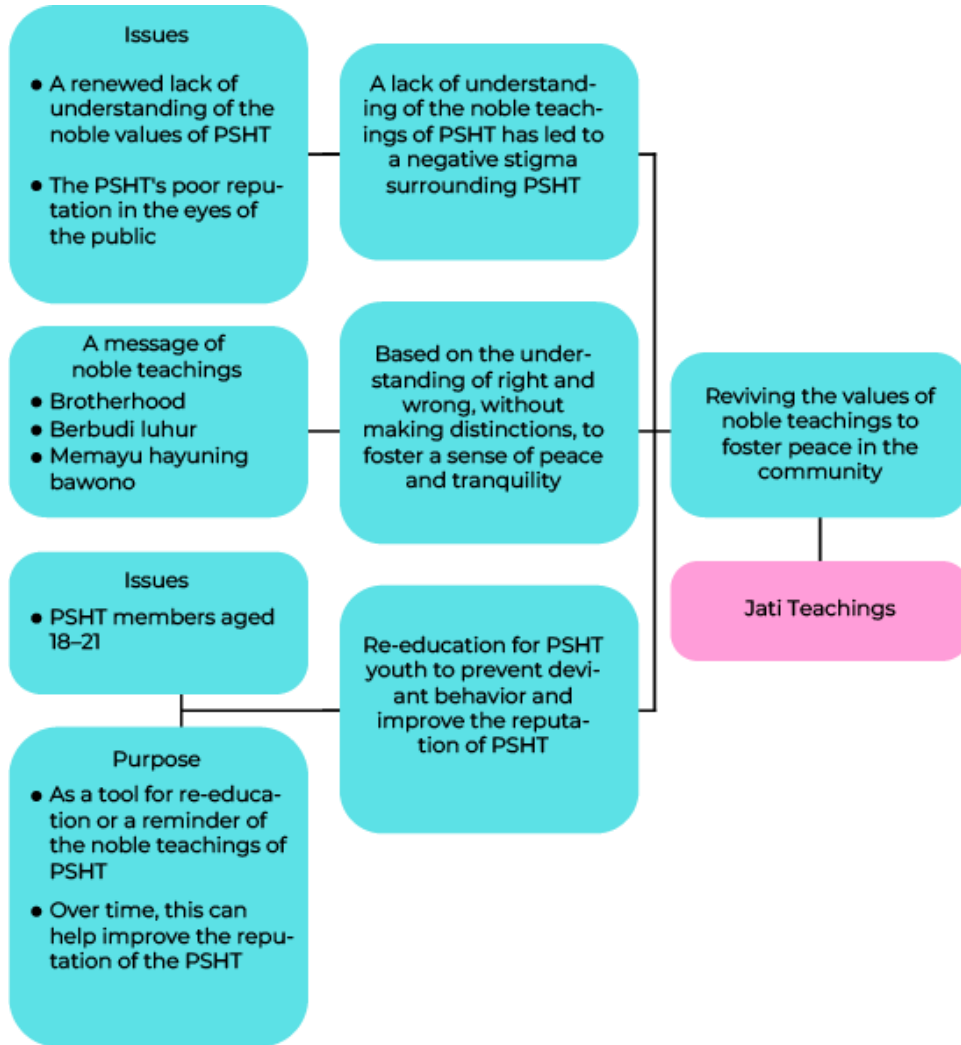 Issues
● A renewed lack of
understanding of the
noble values of PSHT
● The PSHT's poor repu-
tation in the eyes of
the public
A lack of understand-
ing of the noble teach-
ings of PSHT has led to
a negative stigma
surrounding PSHT
A message of
noble teachings
● Brotherhood
● Berbudi luhur
● Memayu hayuning
bawono
Based on the under-
standing of right and
wrong, without
making distinctions, to
foster a sense of peace
and tranquility
Issues
● PSHT members aged
18–21
Purpose
● As a tool for re-educa-
tion or a reminder of
the noble teachings of
PSHT
● Over time, this can
help improve the repu-
tation of the PSHT
Re-education for PSHT
youth to prevent devi-
ant behavior and
improve the reputa-
tion of PSHT
Reviving the values of
noble teachings to
foster peace in the
community
Jati Teachings